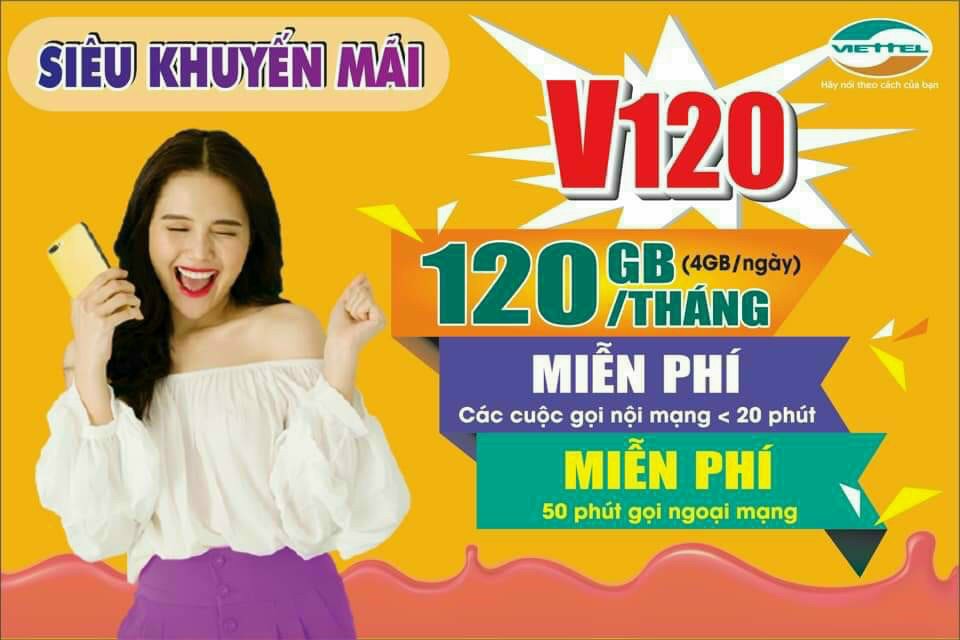 SIÊU KHUYẾN MÃI
VIETTEL
Hãy nói theo cách của bạn
V120
120 GB (4GB/ngày)
/THÁNG
MIỄN PHÍ
Các cuộc gọi nội mạng < 20 phút
MIỄN PHÍ
50 phút gọi ngoại mạng